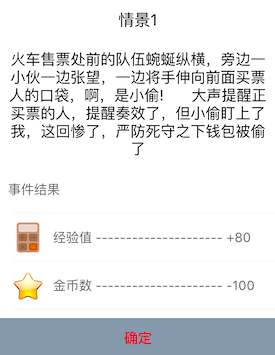 情景1
火车售票处前的队伍蜿蜒纵横，旁边一
小伙一边张望，一边将手伸向前面买票
人的口袋，啊，是小偷！　大声提醒正
买票的人，提醒奏效了，但小偷盯上了
我，这回惨了，严防死守之下钱包被偷
了
事件结果
经验值 --------------------- +80
金币数 --------------------- -100
确定